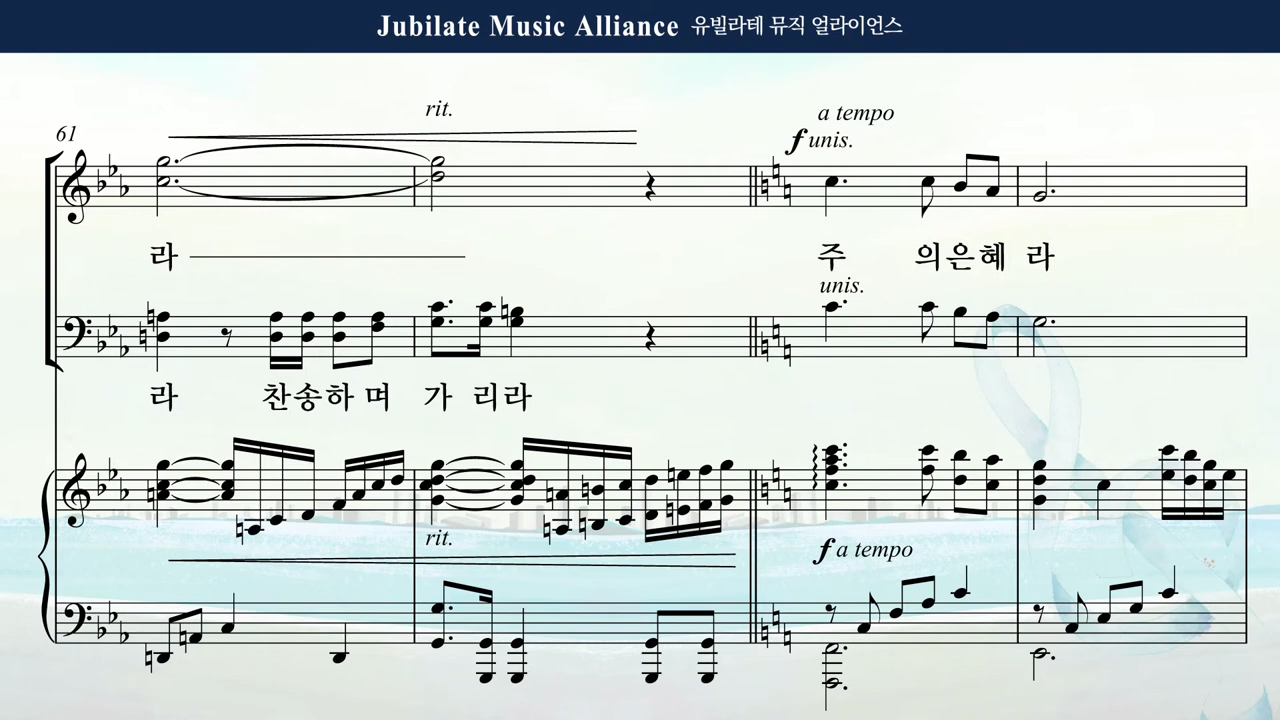 Jubilate Music Alliance 유빌라테 뮤직 얼라이언스
rit.
a tempo
61
f unis.
라 주 의은혜 라
unis.
라 찬송하 며 가 리라
rit.
f a tempo